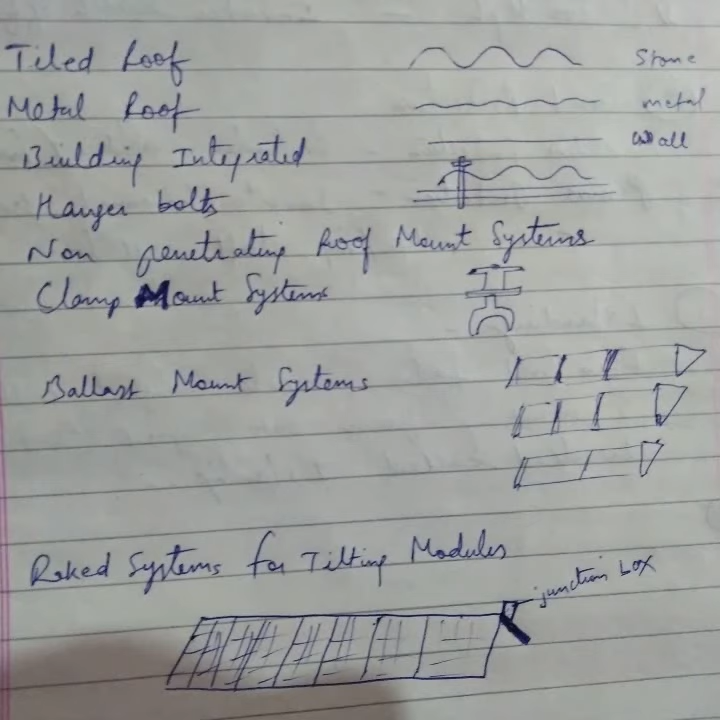 Tiled Roof Stone
Metal Roof metal
Building Integrated Wall
Hanger bolts
Non penetrating Roof Mount Systems
Clamp Mount Systems
Ballast Mount Systems
Raked Systems for Tilting Modules
junction box